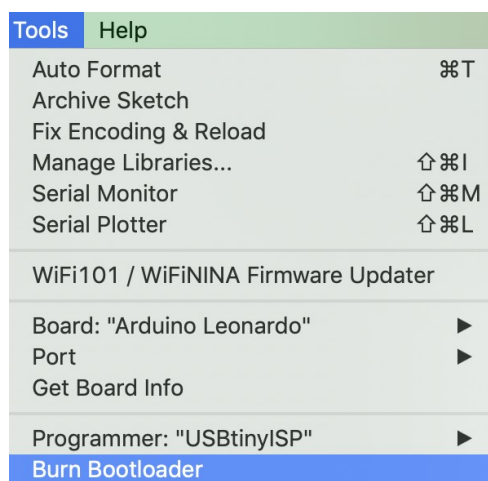 Tools Help
Auto Format ⌘T
Archive Sketch
Fix Encoding & Reload
Manage Libraries... ⇧⌘I
Serial Monitor ⇧⌘M
Serial Plotter ⇧⌘L
WiFi101 / WiFiNINA Firmware Updater
Board: "Arduino Leonardo" ▶
Port ▶
Get Board Info
Programmer: "USBtinyISP" ▶
Burn Bootloader